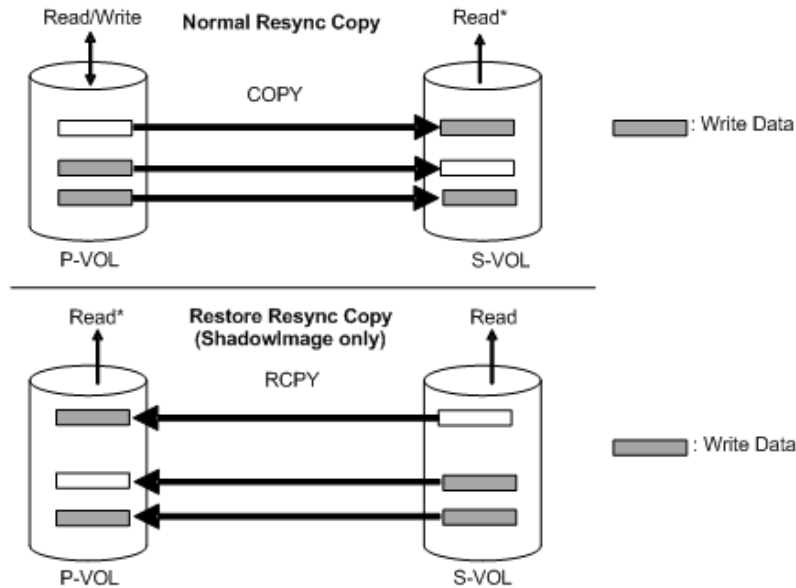 Read/Write
Normal Resync Copy
Read*
COPY
: Write Data
P-VOL
S-VOL
Read*
Restore Resync Copy
(ShadowImage only)
Read
RCPY
: Write Data
P-VOL
S-VOL